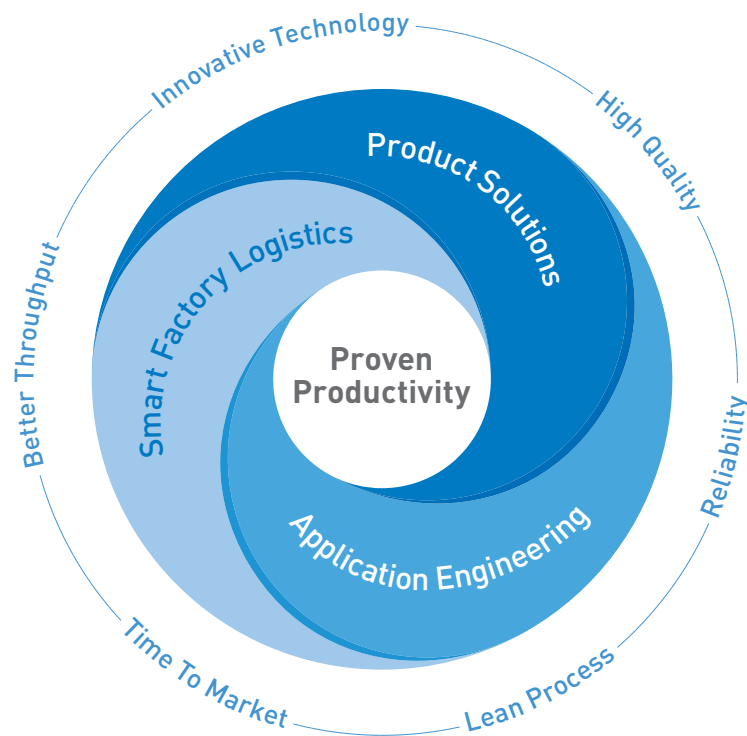 Innovative Technology
High Quality
Reliability
Lean Process
Time To Market
Better Throughput
Product Solutions
Application Engineering
Smart Factory Logistics
Proven
Productivity